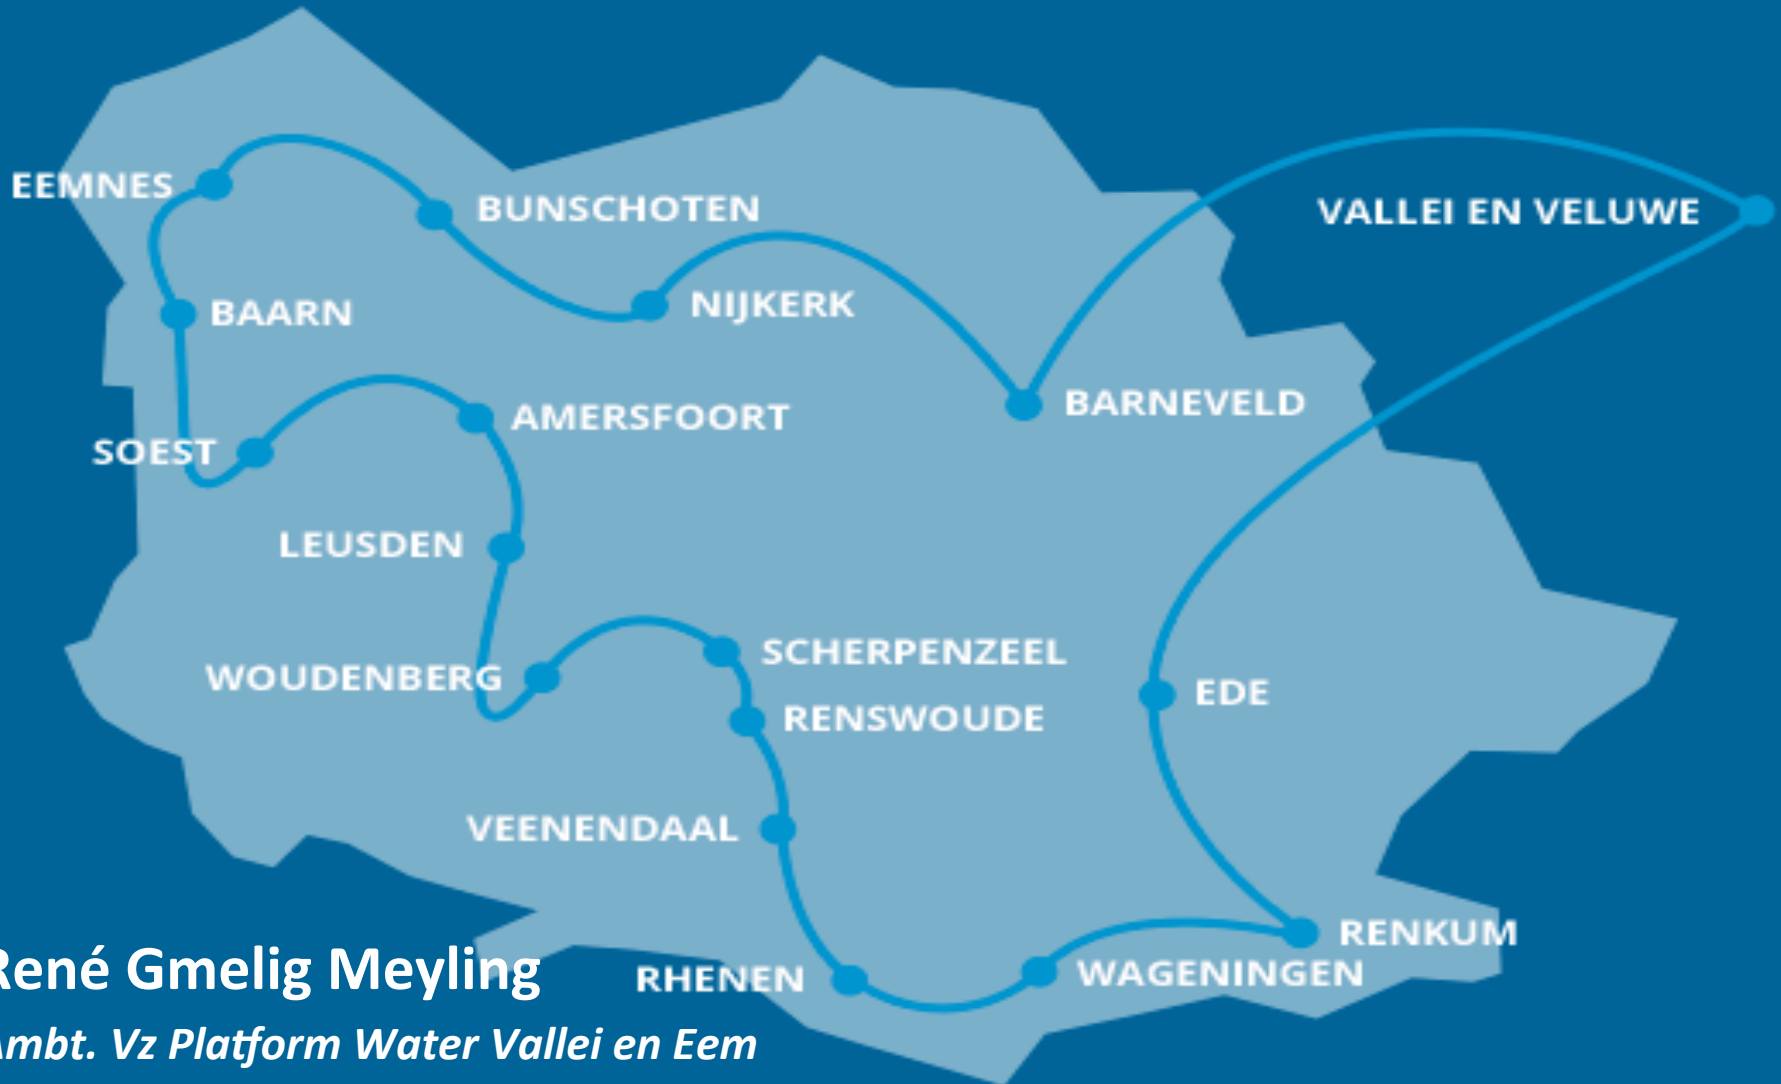 EEMNES
BUNSCHOTEN
VALLEI EN VELUWE
NIJKERK
BAARN
BARNEVELD
AMERSFOORT
SOEST
LEUSDEN
SCHERPENZEEL
WOUDENBERG
EDE
RENSWOUDE
VEENENDAAL
RENKUM
WAGENINGEN
RHENEN
René Gmelig Meyling
Ambt. Vz Platform Water Vallei en Eem